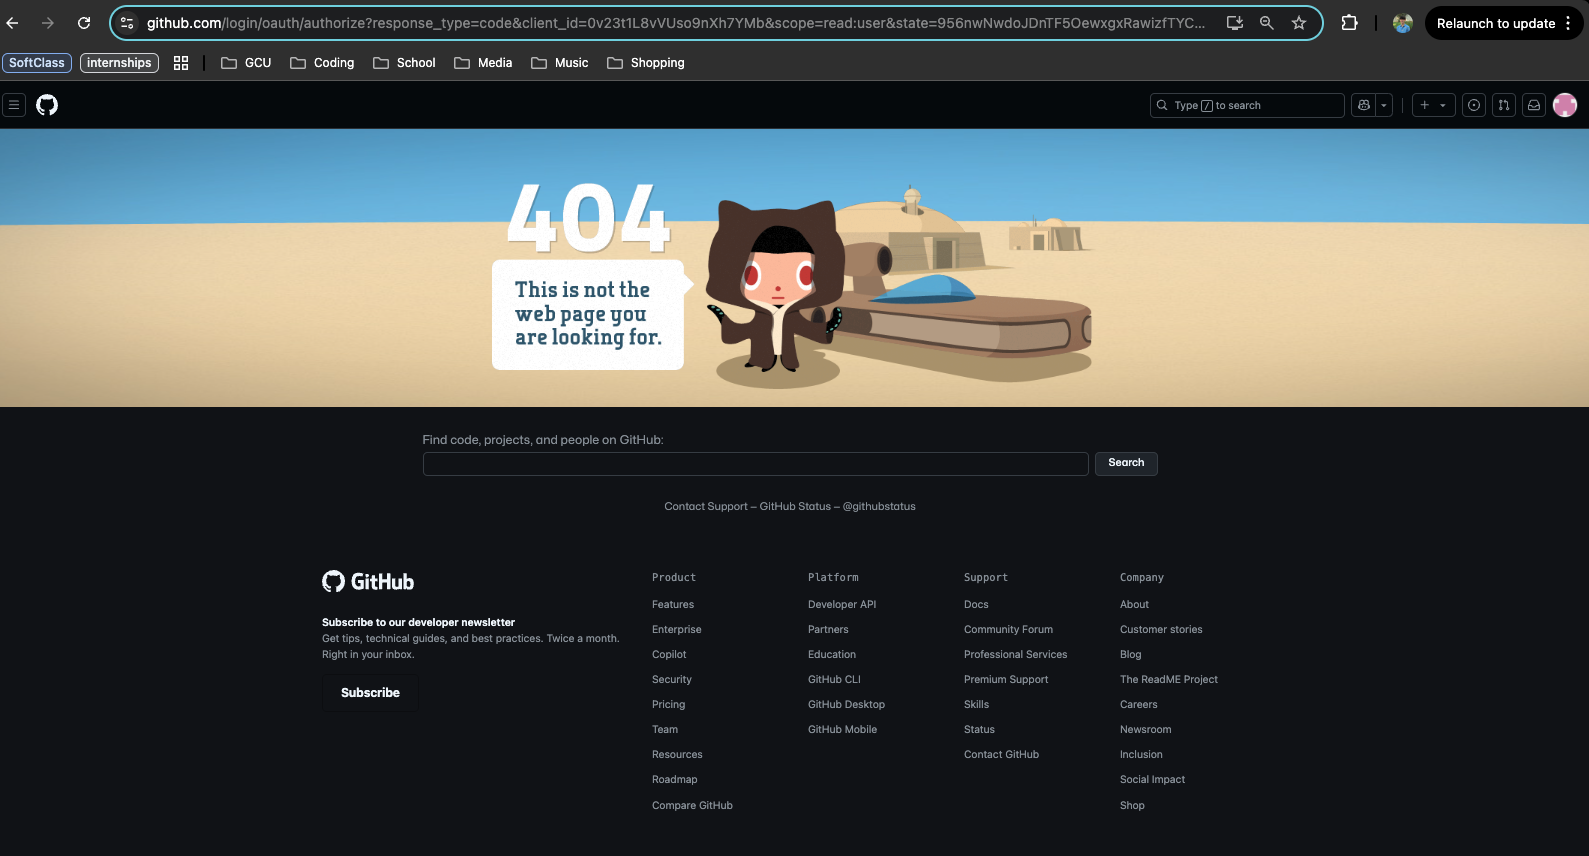 github.com/login/oauth/authorize?response_type=code&client_id=0v23t1L8vVUso9nXh7YMb&scope=read:user&state=956nwNwdoJDnTF5OewxgxRawizfTYC...
Relaunch to update
SoftClass internships GCU Coding School Media Music Shopping
Type / to search
404
This is not the
web page you
are looking for.
Find code, projects, and people on GitHub:
Search
Contact Support — GitHub Status — @githubstatus
GitHub
Subscribe to our developer newsletter
Get tips, technical guides, and best practices. Twice a month.
Right in your inbox.
Subscribe
Product
Features
Enterprise
Copilot
Security
Pricing
Team
Resources
Roadmap
Compare GitHub
Platform
Developer API
Partners
Education
GitHub CLI
GitHub Desktop
GitHub Mobile
Support
Docs
Community Forum
Professional Services
Premium Support
Skills
Status
Contact GitHub
Company
About
Customer stories
Blog
The ReadME Project
Careers
Newsroom
Inclusion
Social Impact
Shop